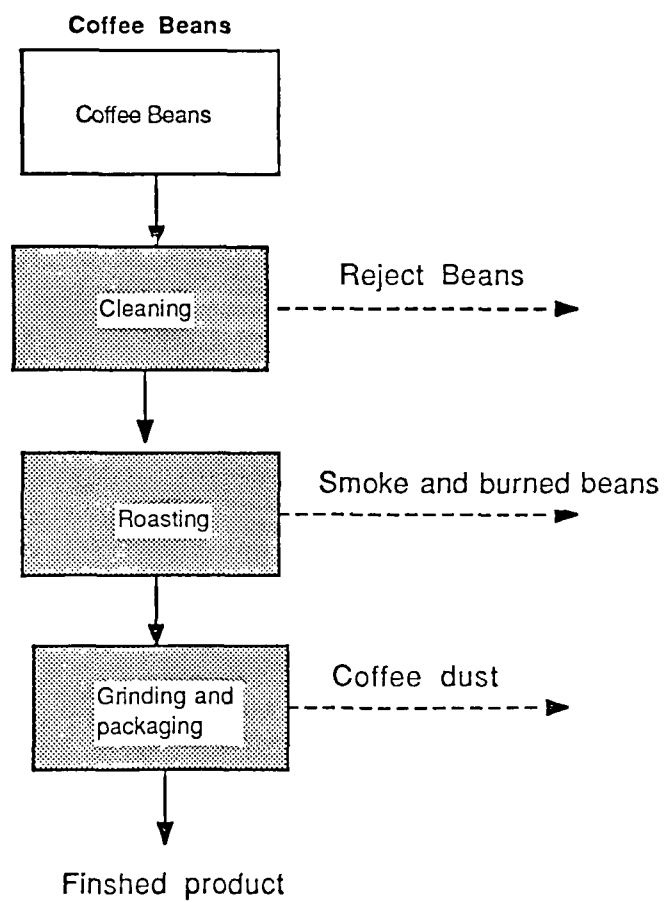 Coffee Beans
Coffee Beans
Cleaning
Reject Beans
Roasting
Smoke and burned beans
Grinding and
packaging
Coffee dust
Finshed product